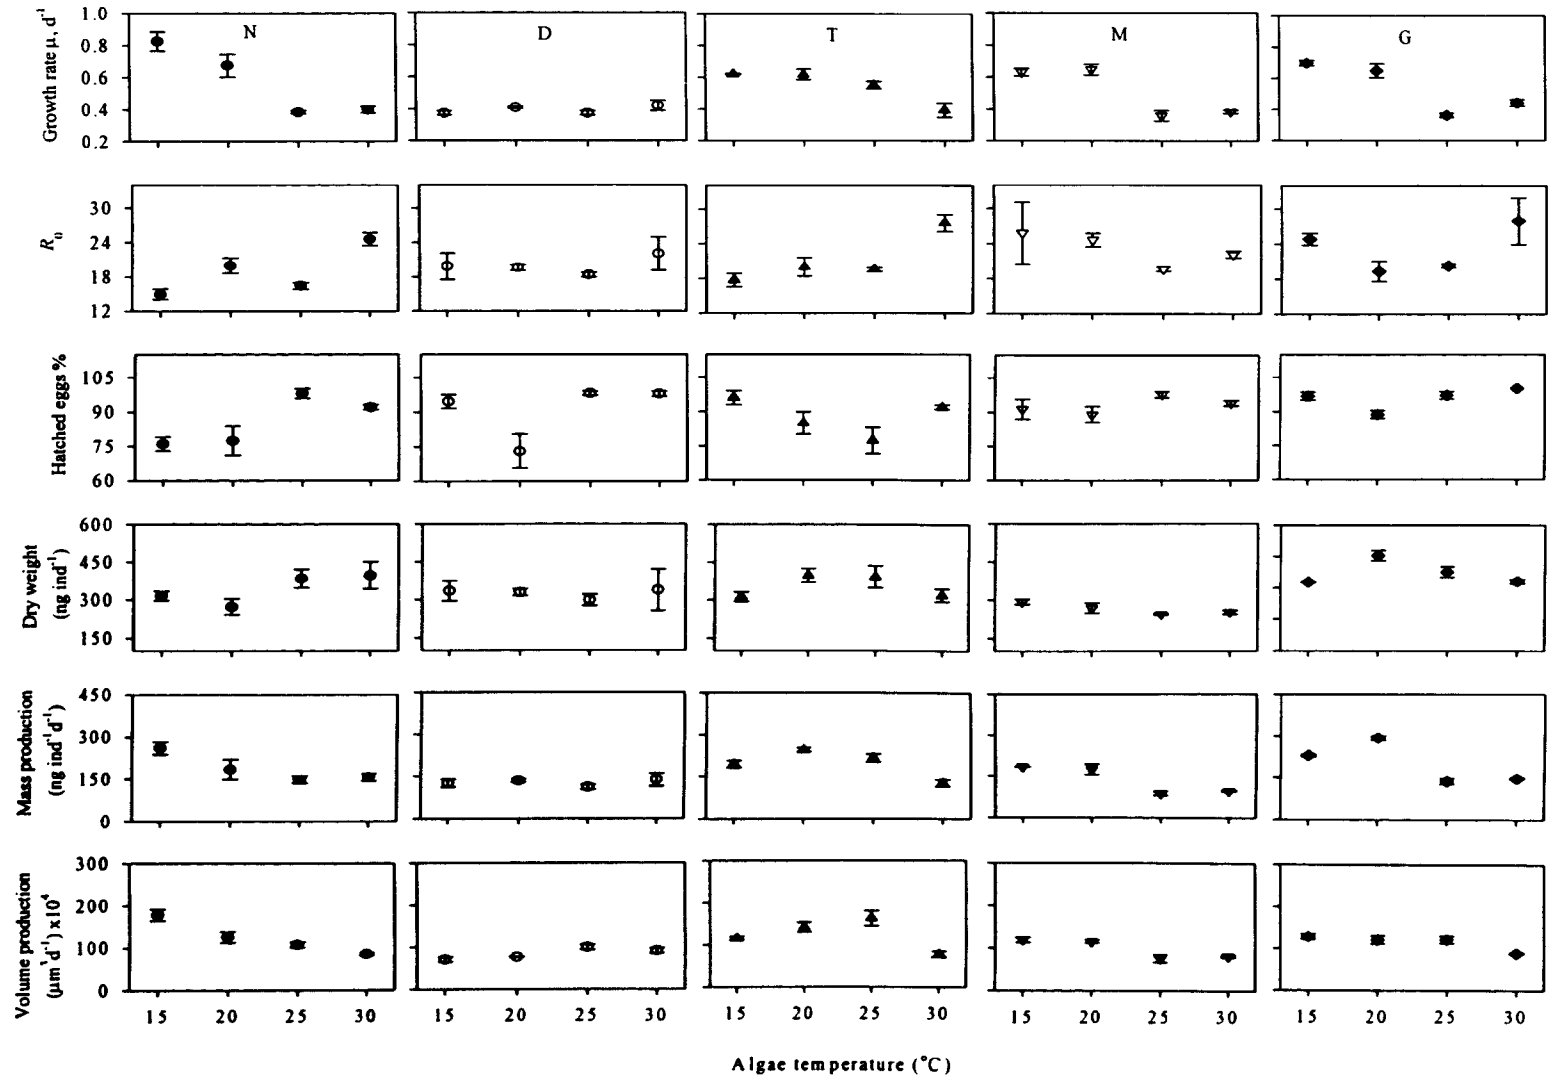 N D T M G
Growth rate μ, d⁻¹
1.0
0.8
0.6
0.4
0.2
R₀
30
24
18
12
Hatched eggs %
105
90
75
60
Dry weight
(ng ind⁻¹)
600
450
300
150
Mass production
(ng ind⁻¹d⁻¹)
450
300
150
0
Volume production
d⁻¹) x10⁴
300
200
100
0
15 20 25 30 15 20 25 30 15 20 25 30 15 20 25 30 15 20 25 30
Algae temperature (°C)